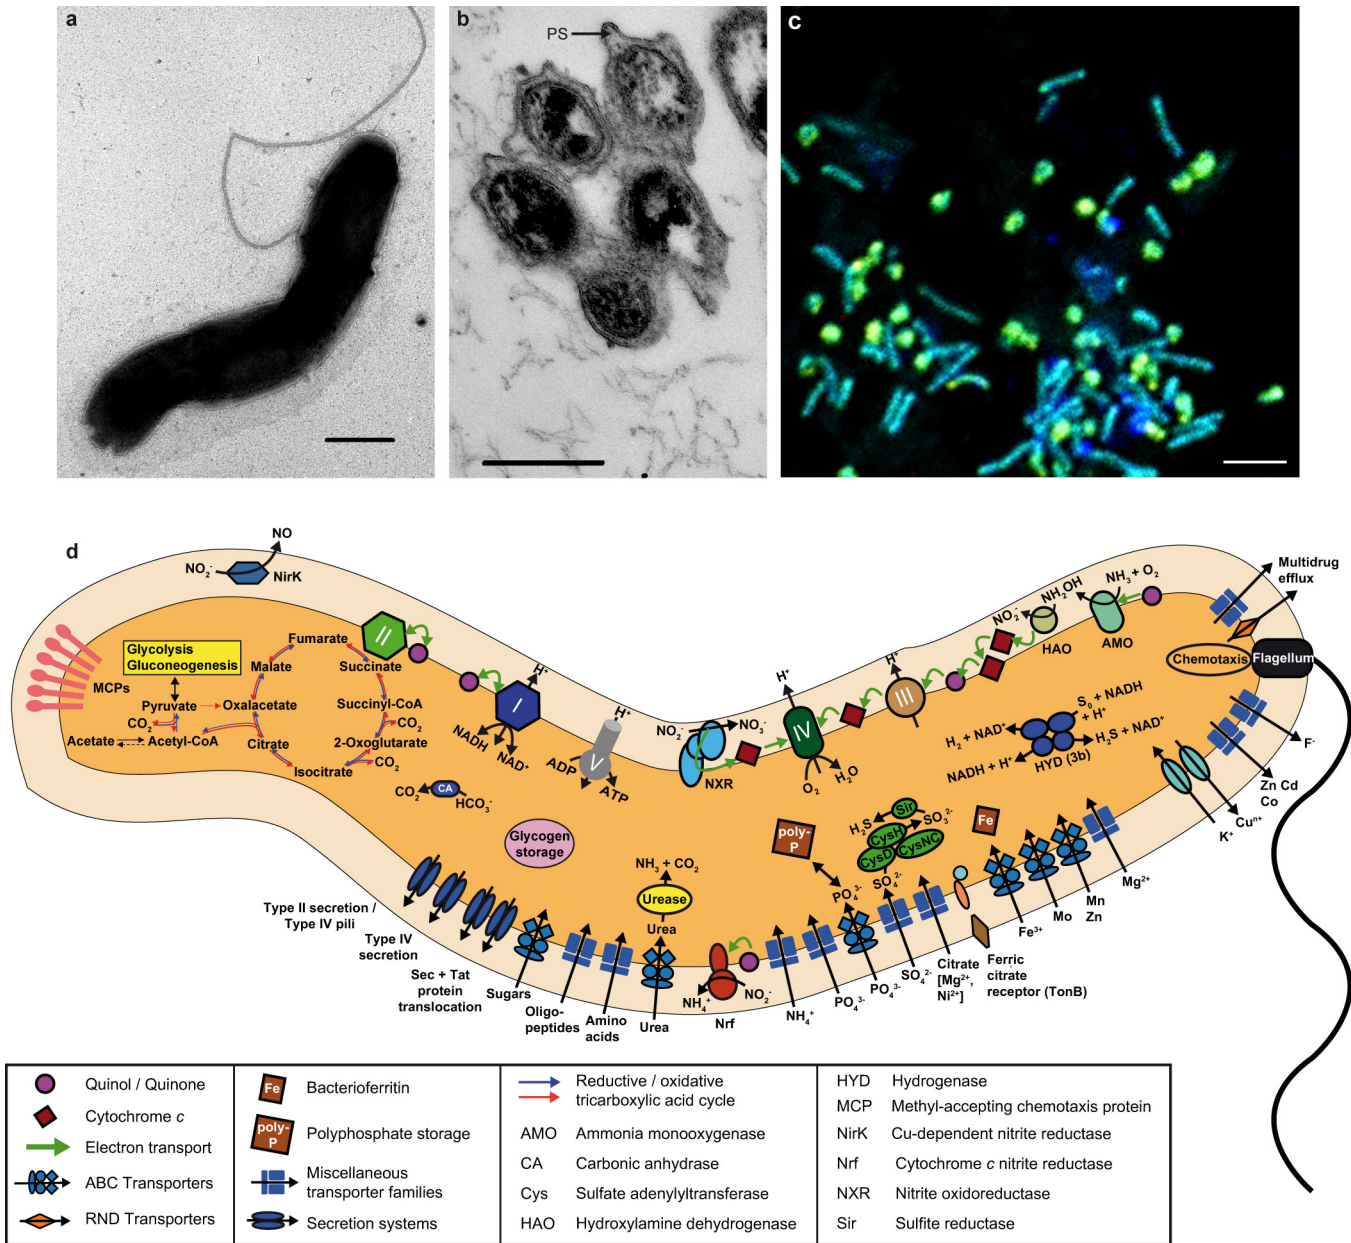 a
b
PS
c
d
NO
NO₂⁻
NirK
Multidrug
efflux
NH₃ + O₂
NH₂OH
NO₂⁻
HAO
AMO
Chemotaxis
Flagellum
MCPs
Glycolysis
Gluconeogenesis
Fumarate
Malate
Succinate
Pyruvate
Oxalacetate
Succinyl-CoA
CO₂
CO₂
Acetate
Acetyl-CoA
Citrate
2-Oxoglutarate
CO₂
Isocitrate
II
H⁺
I
NADH
NAD⁺
H⁺
V
ADP
ATP
NO₂⁻
NO₃⁻
NXR
H⁺
IV
O₂
H₂O
H⁺
III
S₀ + NADH
+ H⁺
H₂ + NAD⁺
H₂S + NAD⁺
NADH + H⁺
HYD (3b)
F⁻
Zn Cd
Co
Cuⁿ⁺
K⁺
CO₂
CA
HCO₃⁻
Glycogen
storage
NH₃ + CO₂
Urease
Urea
poly-
P
PO₄³⁻
H₂S
Sir
SO₃²⁻
CysH
CysD
CysNC
SO₄²⁻
Fe
Type II secretion /
Type IV pili
Type IV
secretion
Sec + Tat
protein
translocation
Sugars
Oligo-
peptides
Amino
acids
Urea
NH₄⁺
NO₂⁻
Nrf
NH₄⁺
PO₄³⁻
PO₄³⁻
SO₄²⁻
Citrate
[Mg²⁺,
Ni²⁺]
Ferric
citrate
receptor (TonB)
Fe³⁺
Mo
Mn
Zn
Mg²⁺
Quinol / Quinone
Cytochrome c
Electron transport
ABC Transporters
RND Transporters
Fe
Bacterioferritin
poly-
P
Polyphosphate storage
Miscellaneous
transporter families
Secretion systems
Reductive / oxidative
tricarboxylic acid cycle
AMO Ammonia monooxygenase
CA Carbonic anhydrase
Cys Sulfate adenylyltransferase
HAO Hydroxylamine dehydrogenase
HYD Hydrogenase
MCP Methyl-accepting chemotaxis protein
NirK Cu-dependent nitrite reductase
Nrf Cytochrome c nitrite reductase
NXR Nitrite oxidoreductase
Sir Sulfite reductase